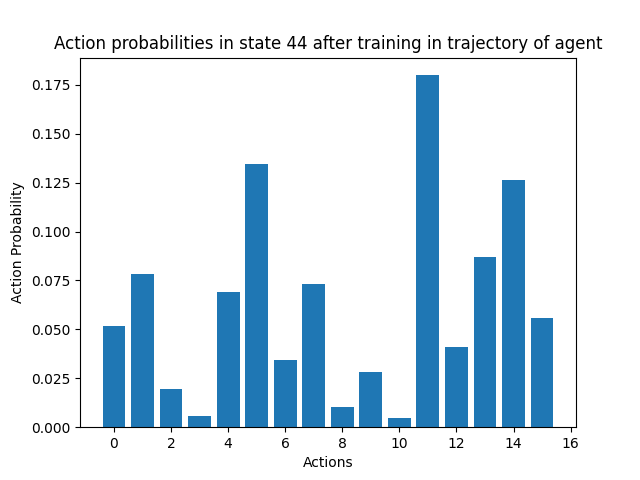 Action probabilities in state 44 after training in trajectory of agent
0.175
0.150
0.125
0.100
0.075
0.050
0.025
0.000
Action Probability
0 2 4 6 8 10 12 14 16
Actions